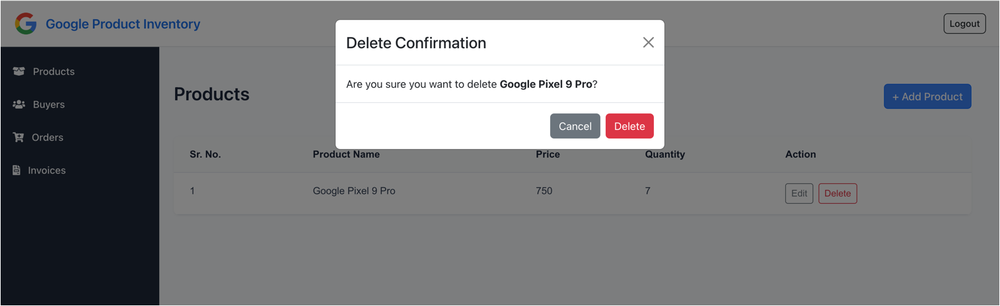 Google Product Inventory
Logout
Delete Confirmation
Are you sure you want to delete Google Pixel 9 Pro?
Cancel Delete
Products
Buyers
Orders
Invoices
Products
+ Add Product
Sr. No. Product Name Price Quantity Action
1 Google Pixel 9 Pro 750 7 Edit Delete